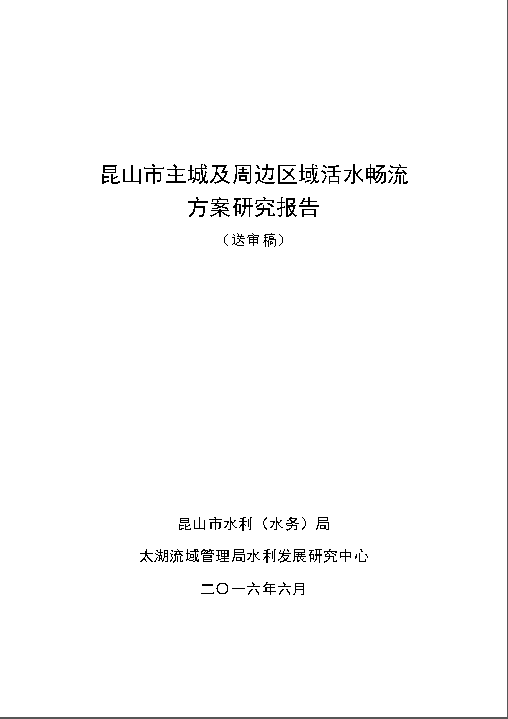 昆山市主城及周边区域活水畅流
方案研究报告
（送审稿）
昆山市水利（水务）局
太湖流域管理局水利发展研究中心
二〇一六年六月